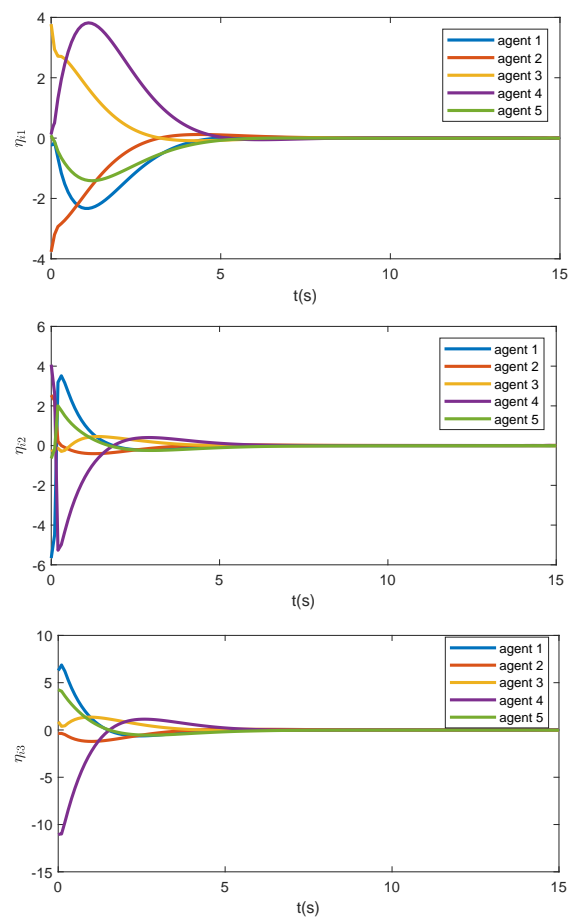 4
2
0
-2
-4
η_{i1}
agent 1
agent 2
agent 3
agent 4
agent 5
0 5 10 15
t(s)
6
4
2
0
-2
-4
-6
η_{i2}
agent 1
agent 2
agent 3
agent 4
agent 5
0 5 10 15
t(s)
10
5
0
-5
-10
-15
η_{i3}
agent 1
agent 2
agent 3
agent 4
agent 5
0 5 10 15
t(s)